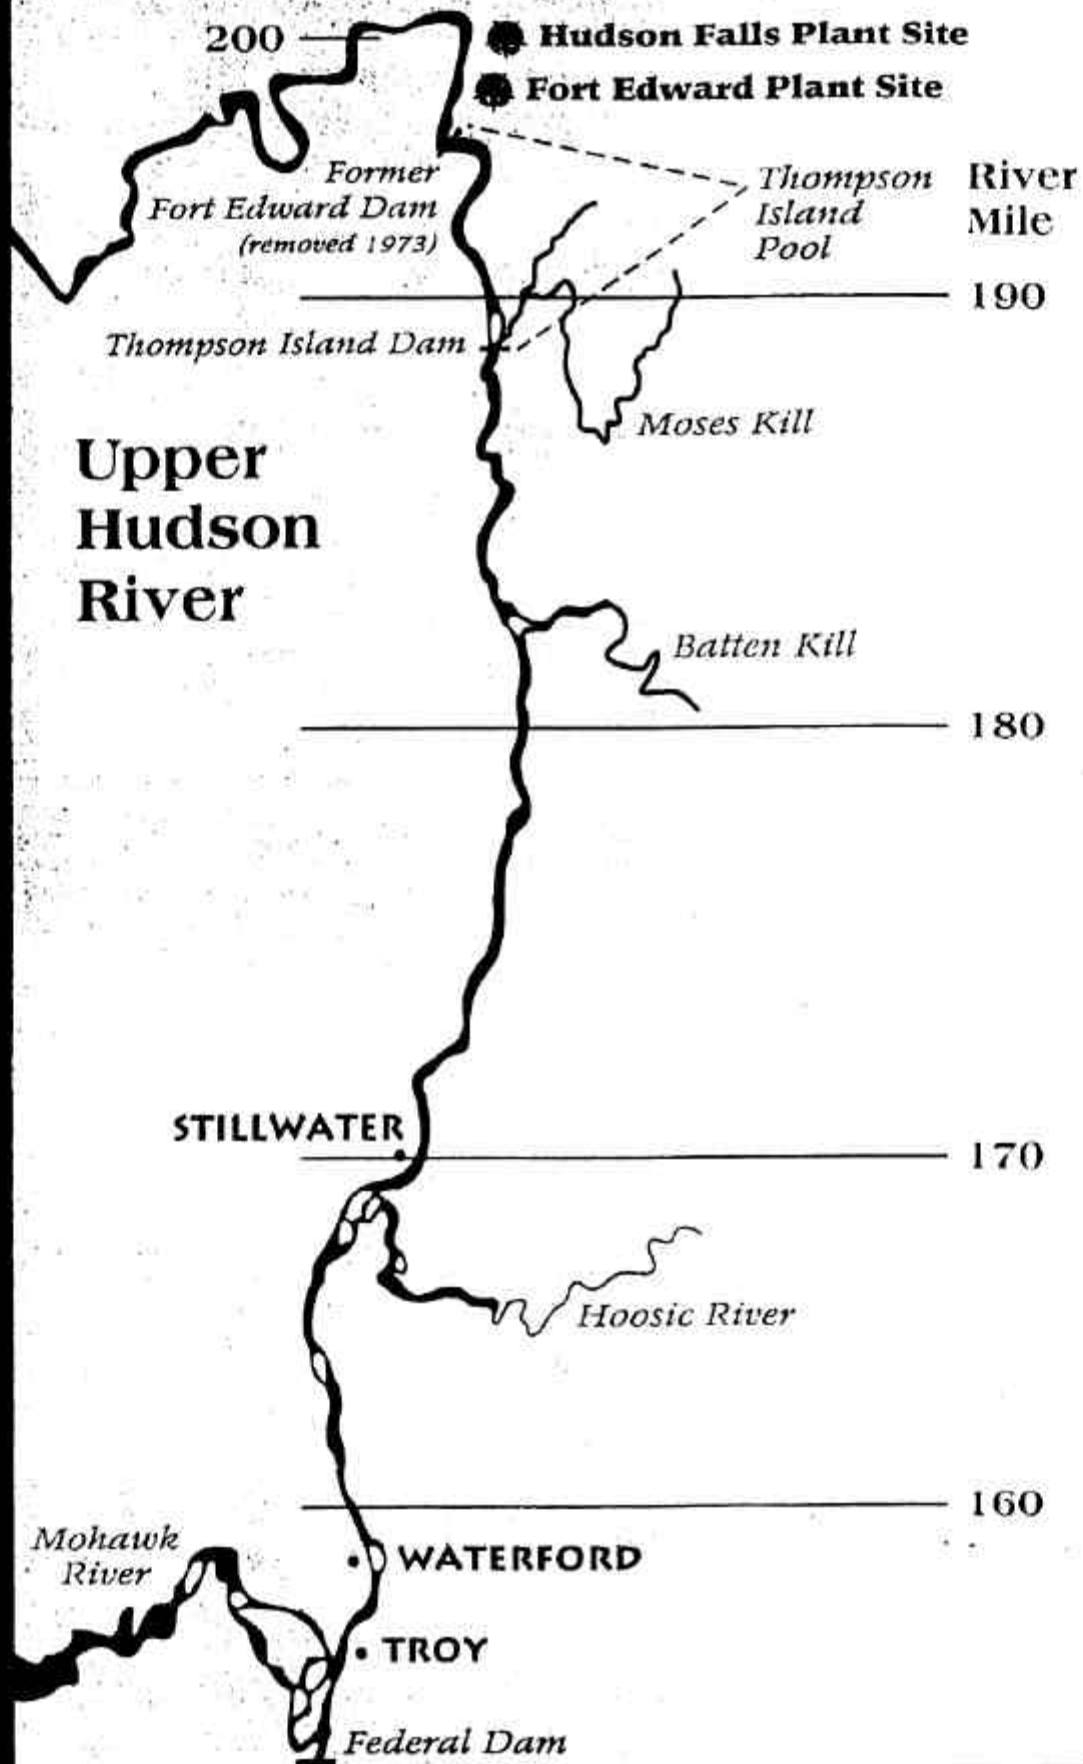 200
Hudson Falls Plant Site
Fort Edward Plant Site
Former
Fort Edward Dam
(removed 1973)
Thompson
Island
Pool
River
Mile
190
Thompson Island Dam
Moses Kill
Upper
Hudson
River
Batten Kill
180
STILLWATER
170
Hoosic River
160
Mohawk
River
WATERFORD
TROY
Federal Dam